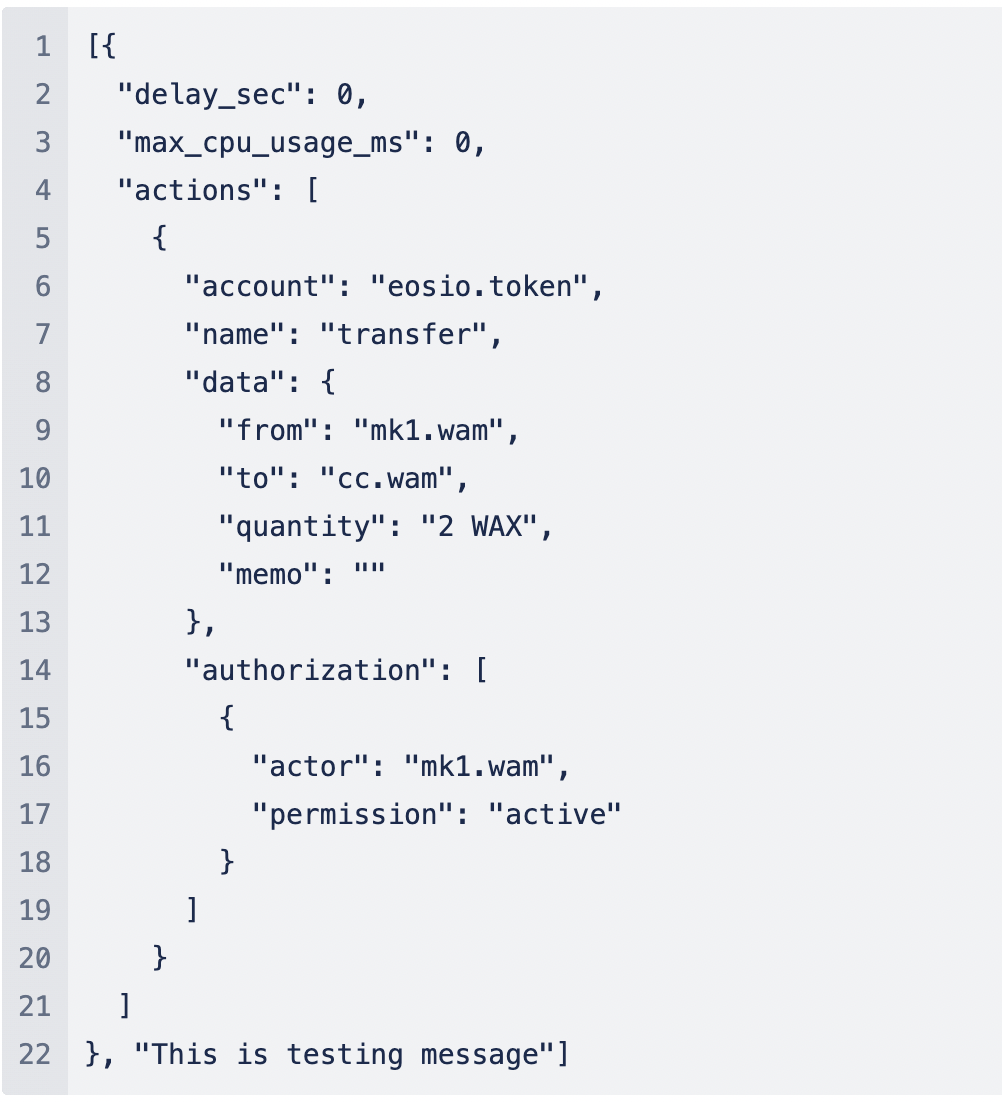 1 [{
2   "delay_sec": 0,
3   "max_cpu_usage_ms": 0,
4   "actions": [
5     {
6       "account": "eosio.token",
7       "name": "transfer",
8       "data": {
9         "from": "mk1.wam",
10         "to": "cc.wam",
11         "quantity": "2 WAX",
12         "memo": ""
13       },
14       "authorization": [
15         {
16           "actor": "mk1.wam",
17           "permission": "active"
18         }
19       ]
20     }
21   ]
22 }, "This is testing message"]